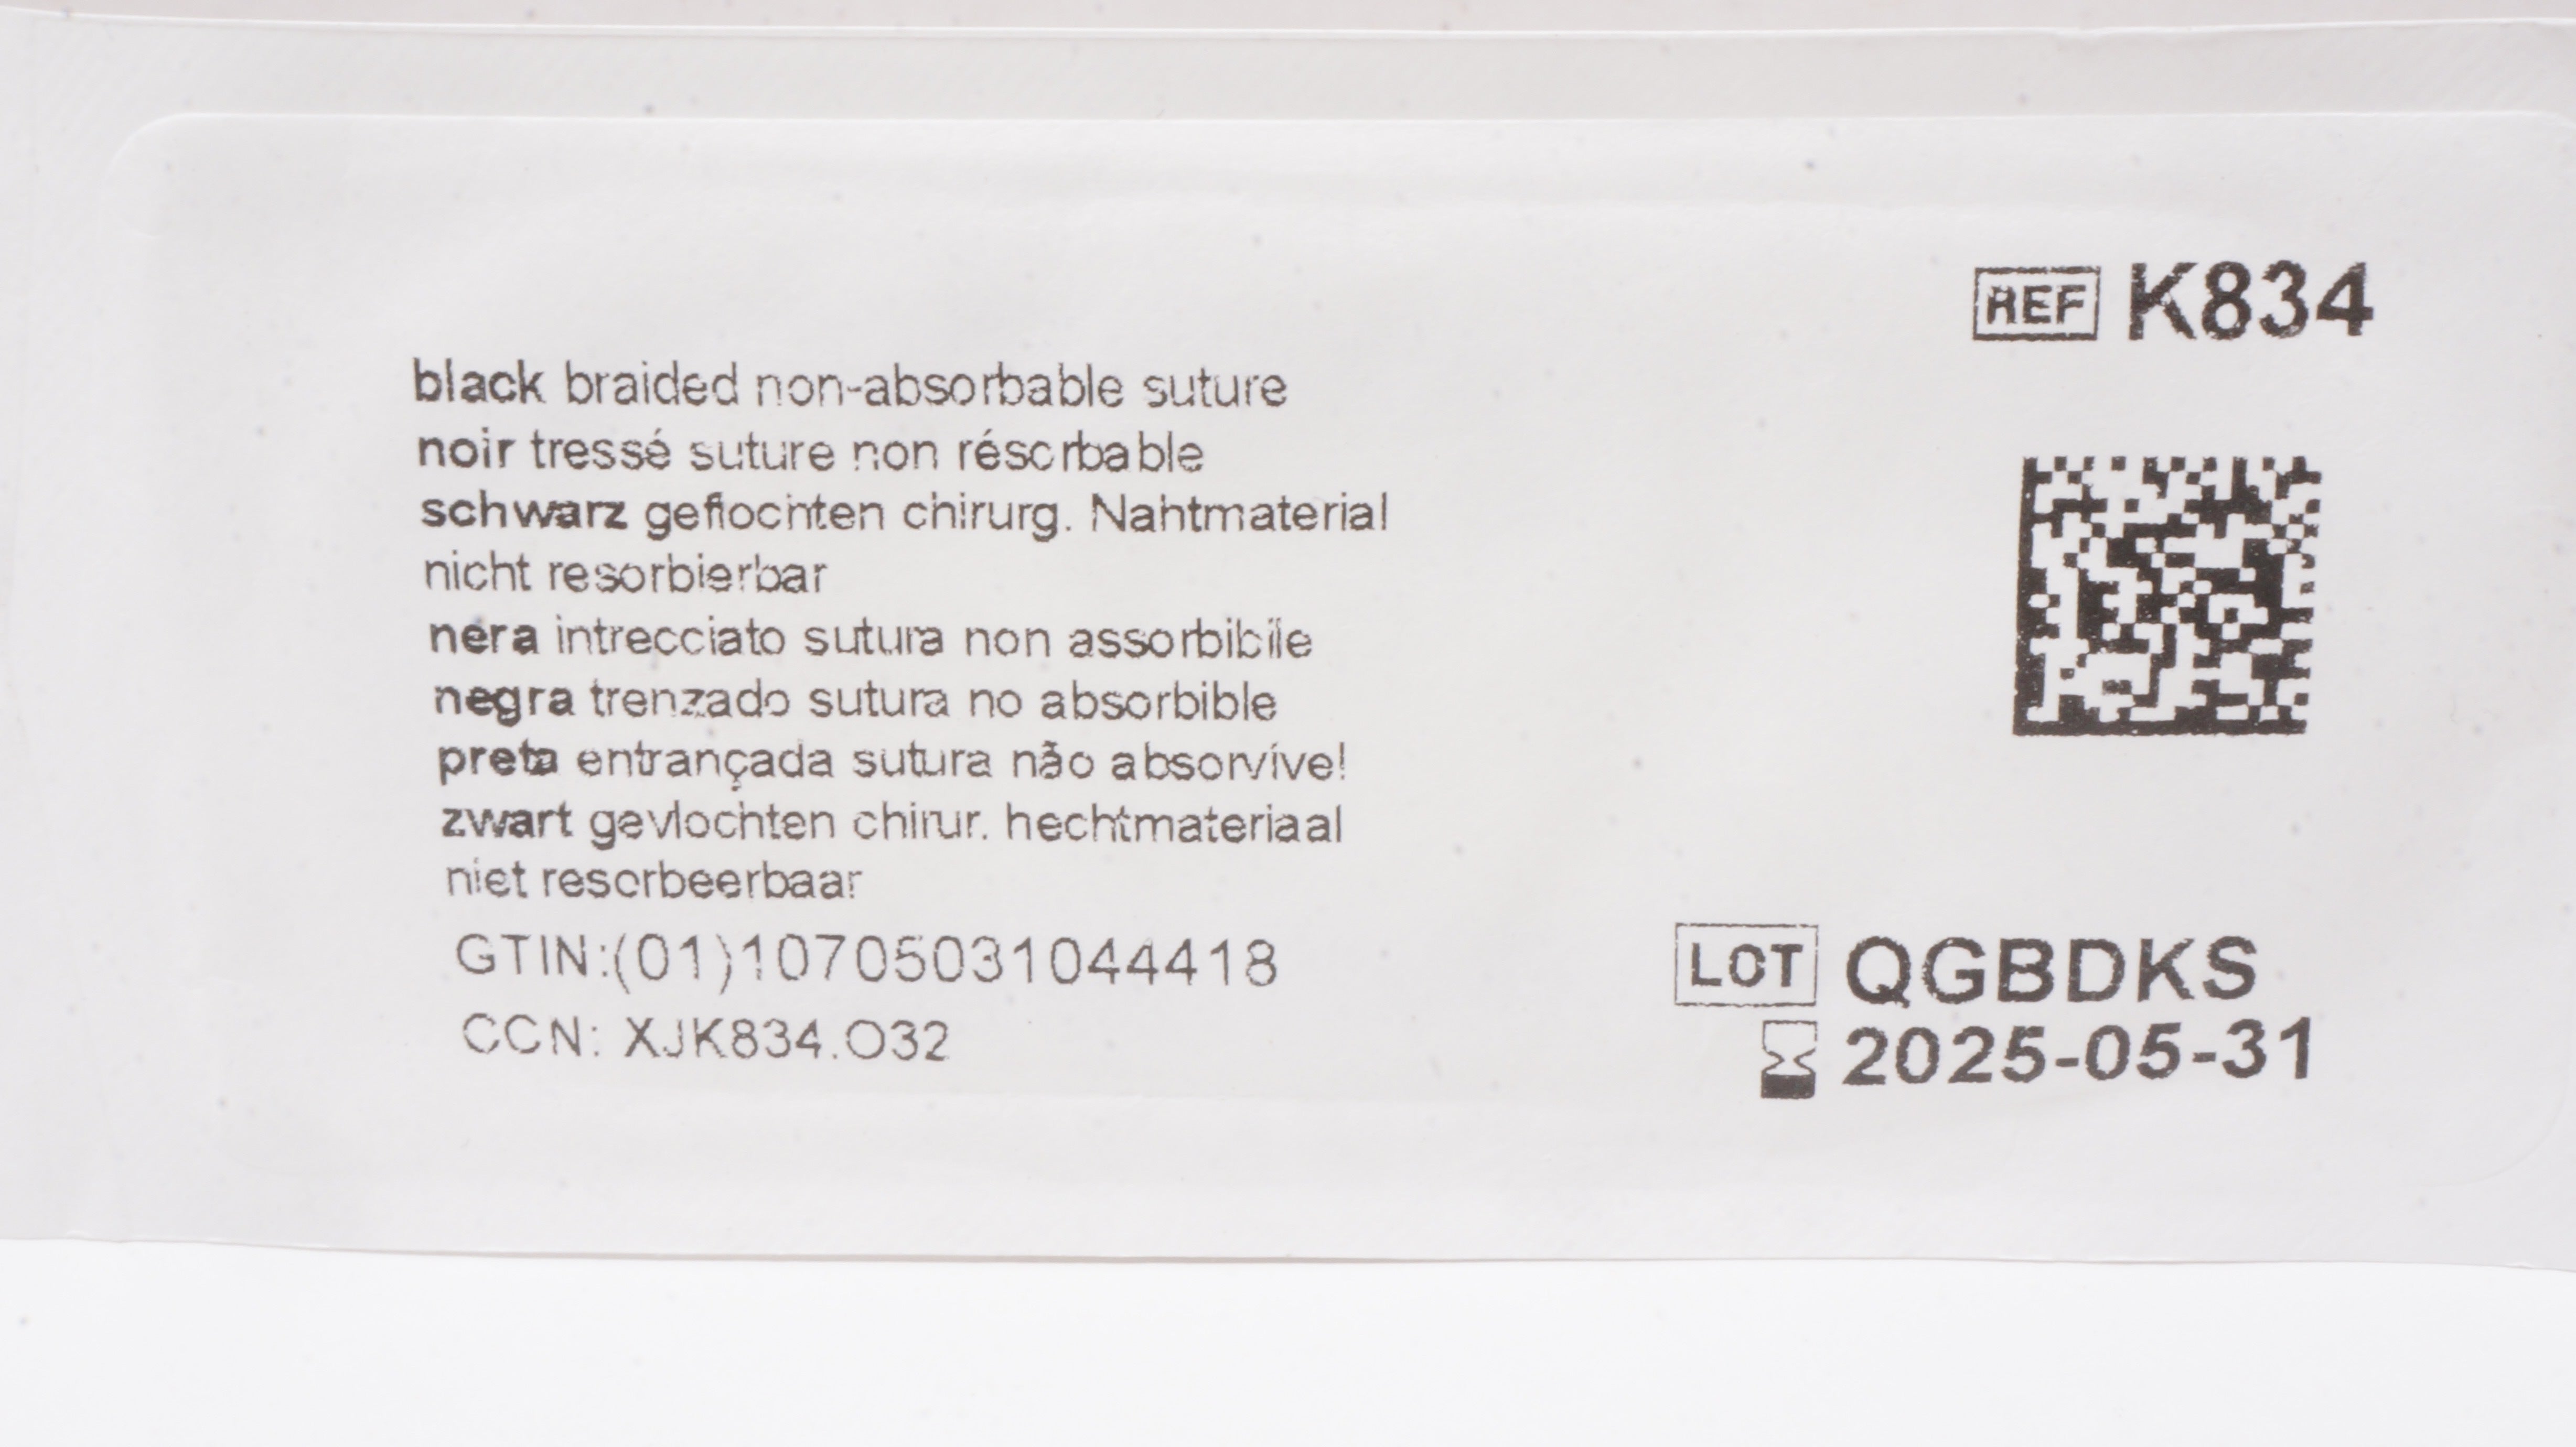 REF K834
black braided non-absorbable suture
noir tressé suture non résorbable
schwarz geflochten chirurg. Nahtmaterial
nicht resorbierbar
nera intrecciato sutura non assorbibile
negra trenzado sutura no absorbible
preta entrançada sutura não absorvível
zwart gevlochten chirur. hechtmateriaal
niet resorbeerbaar
GTIN:(01)10705031044418
CCN: XJK834.O32
LOT QGBDKS
2025-05-31